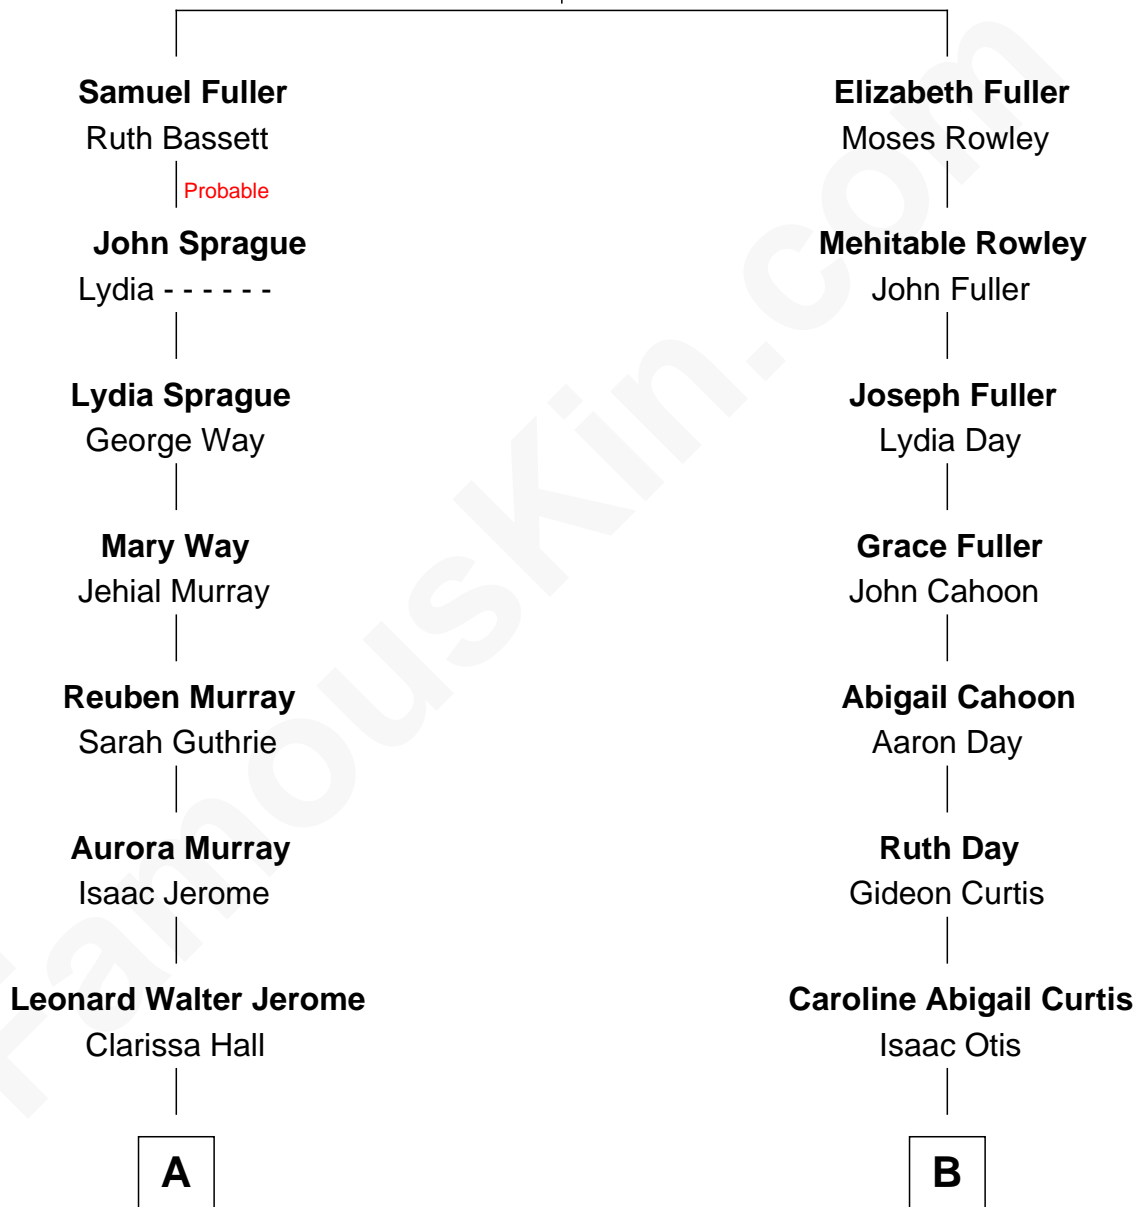 Samuel Fuller
Ruth Bassett
Probable
John Sprague
Lydia - - - - - -
Lydia Sprague
George Way
Mary Way
Jehial Murray
Reuben Murray
Sarah Guthrie
Aurora Murray
Isaac Jerome
Leonard Walter Jerome
Clarissa Hall
A
Elizabeth Fuller
Moses Rowley
Mehitable Rowley
John Fuller
Joseph Fuller
Lydia Day
Grace Fuller
John Cahoon
Abigail Cahoon
Aaron Day
Ruth Day
Gideon Curtis
Caroline Abigail Curtis
Isaac Otis
B
FamousKin.com